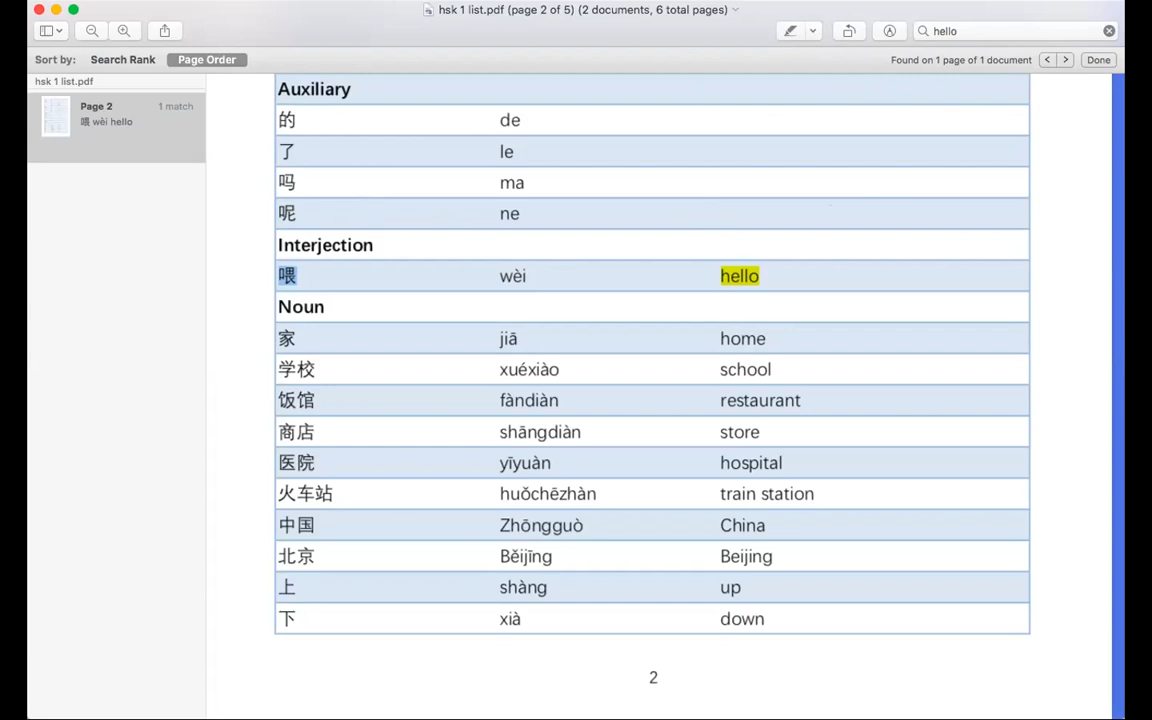 hsk 1 list.pdf (page 2 of 5) (2 documents, 6 total pages)
hello
Sort by: Search Rank Page Order Found on 1 page of 1 document Done
hsk 1 list.pdf
Page 2 1 match
喂 wèi hello
Auxiliary
的 de
了 le
吗 ma
呢 ne
Interjection
喂 wèi hello
Noun
家 jiā home
学校 xuéxiào school
饭馆 fàndiàn restaurant
商店 shāngdiàn store
医院 yīyuàn hospital
火车站 huǒchēzhàn train station
中国 Zhōngguò China
北京 Běijīng Beijing
上 shàng up
下 xià down
2